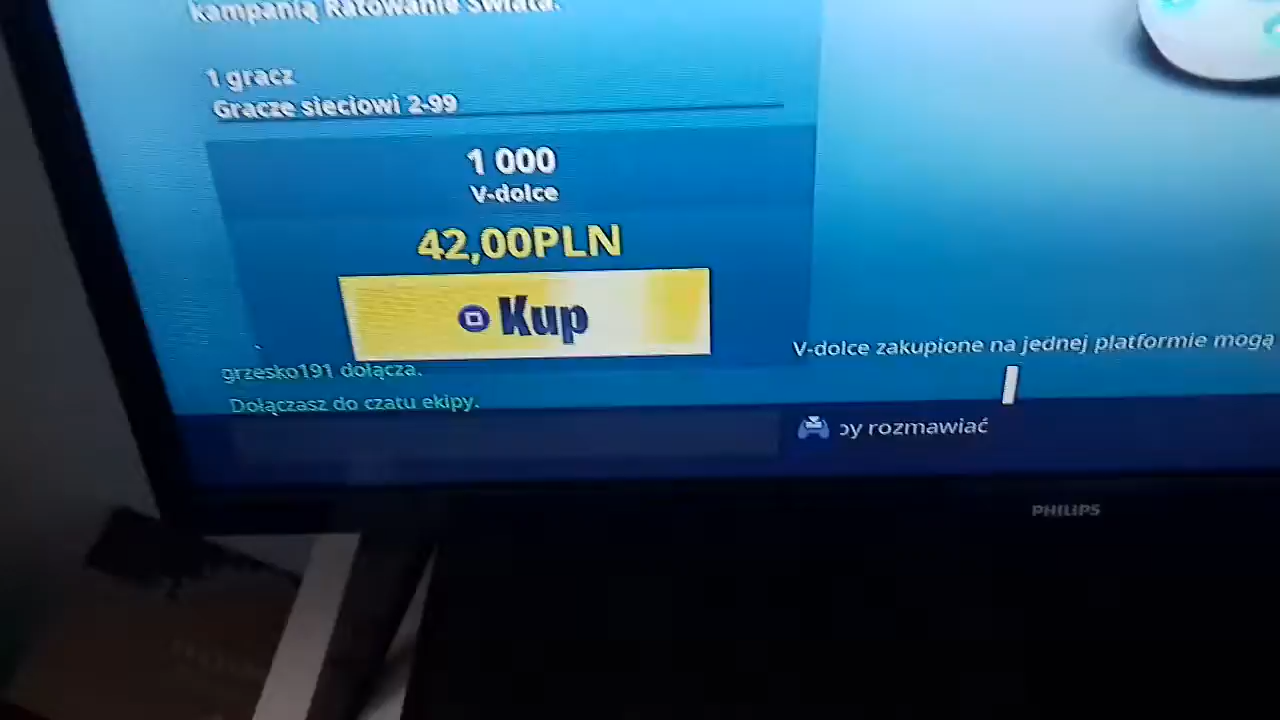 kampanią Ratowanie Świata.
1 gracz
Gracze sieciowi 2-99
1 000
V-dolce
42,00PLN
Kup
V-dolce zakupione na jednej platformie mogą
grzesko191 dołącza.
Dołączasz do czatu ekipy.
by rozmawiać
PHILIPS